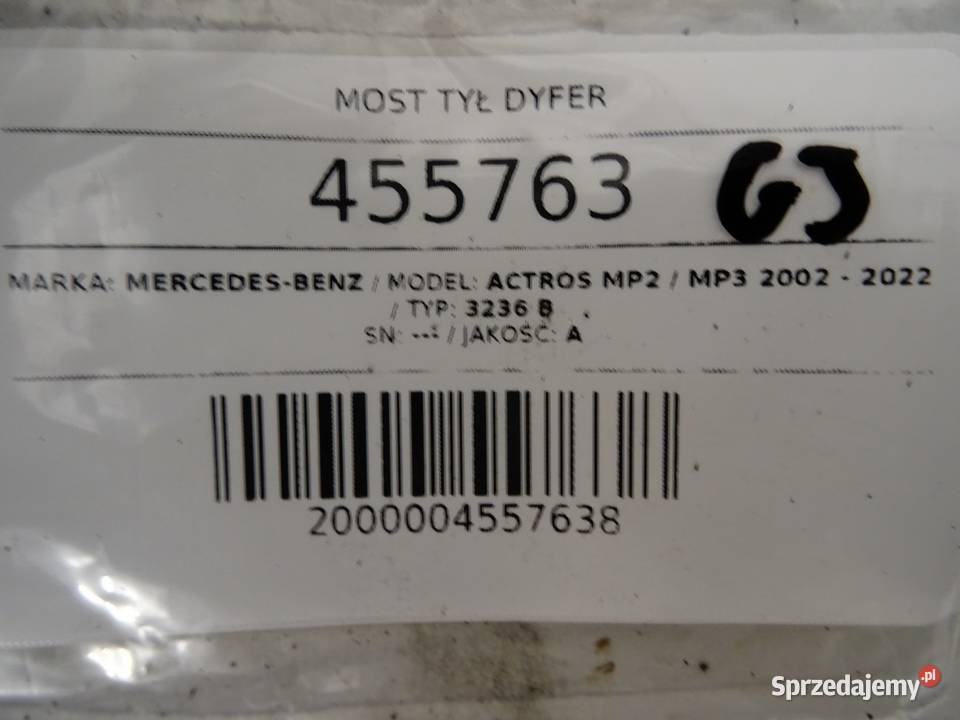 MOST TYŁ DYFER
455763 GJ
MARKA: MERCEDES-BENZ / MODEL: ACTROS MP2 / MP3 2002 - 2022
/ TYP: 3236 B
SN: --- / JAKOŚĆ: A
2000004557638
Sprzedajemy.pl